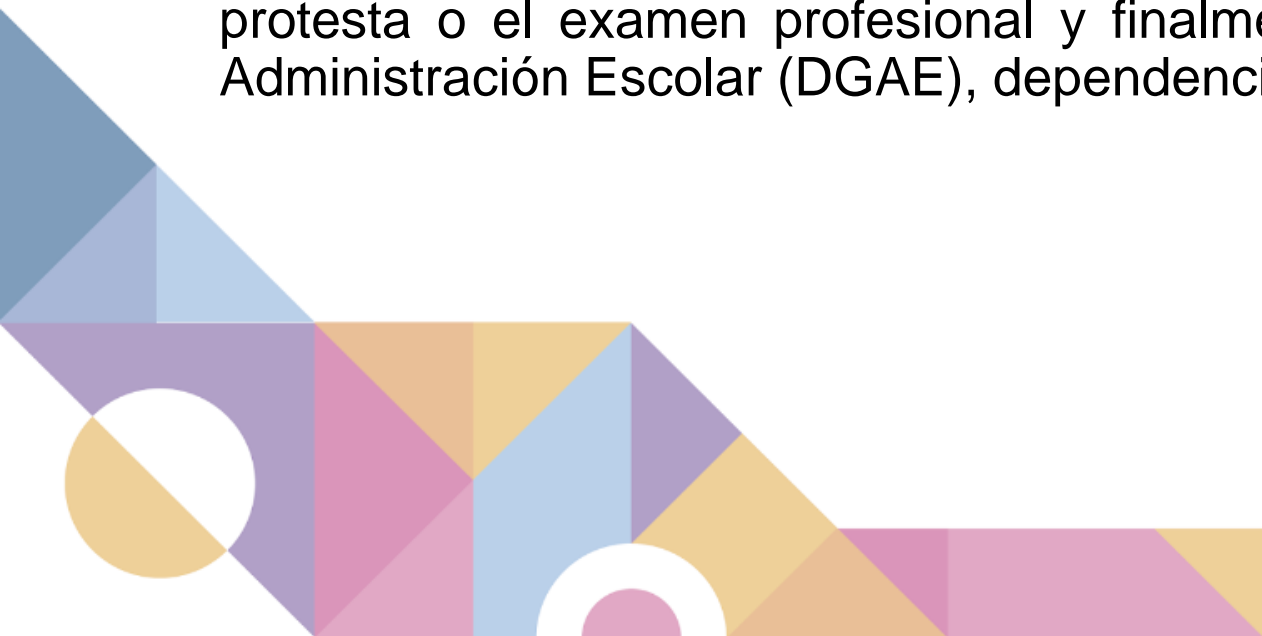 protesta o el examen profesional y finalme
Administración Escolar (DGAE), dependenci